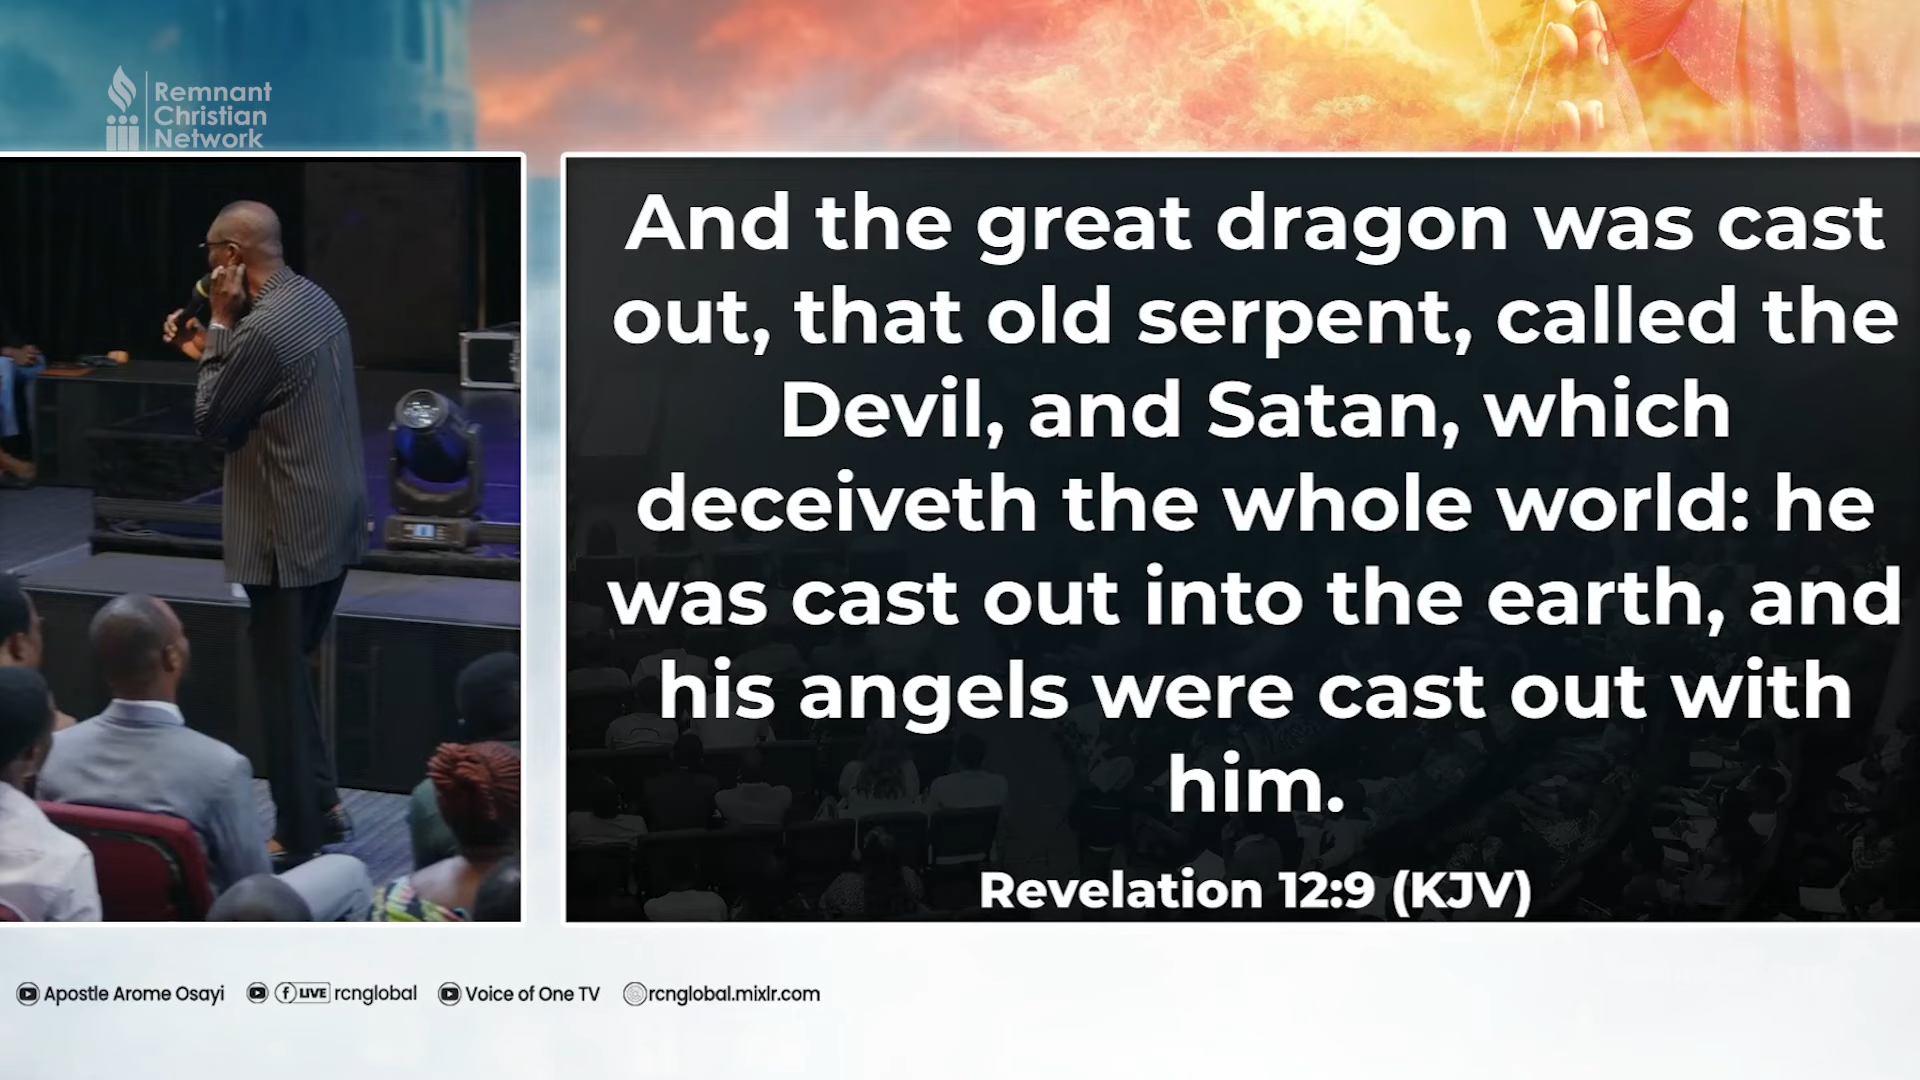 Remnant
Christian
Network
And the great dragon was cast
out, that old serpent, called the
Devil, and Satan, which
deceiveth the whole world: he
was cast out into the earth, and
his angels were cast out with
him.
Revelation 12:9 (KJV)
Apostle Arome Osayi f LIVE rcnglobal Voice of One TV rcnglobal.mixlr.com